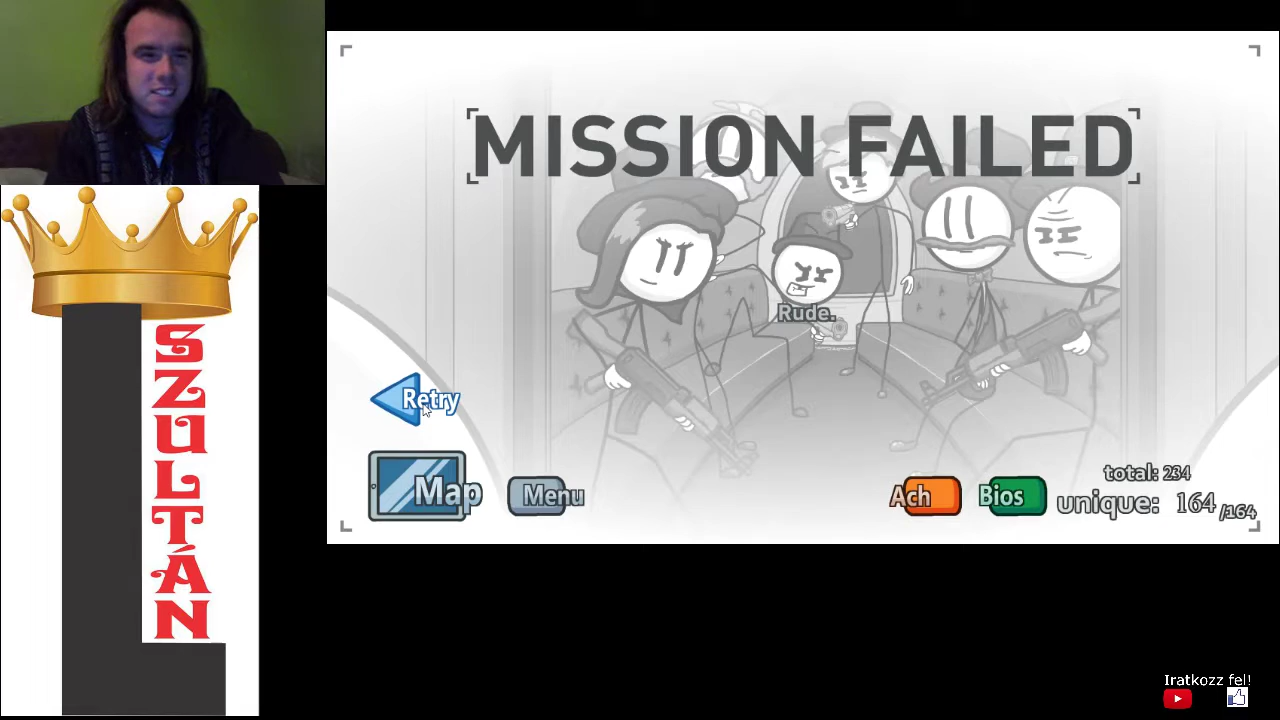 MISSION FAILED
Rude.
Retry
Map
Menu
Ach
Bios
total: 234
unique: 164/164
SZULTÁN
Iratkozz fel!